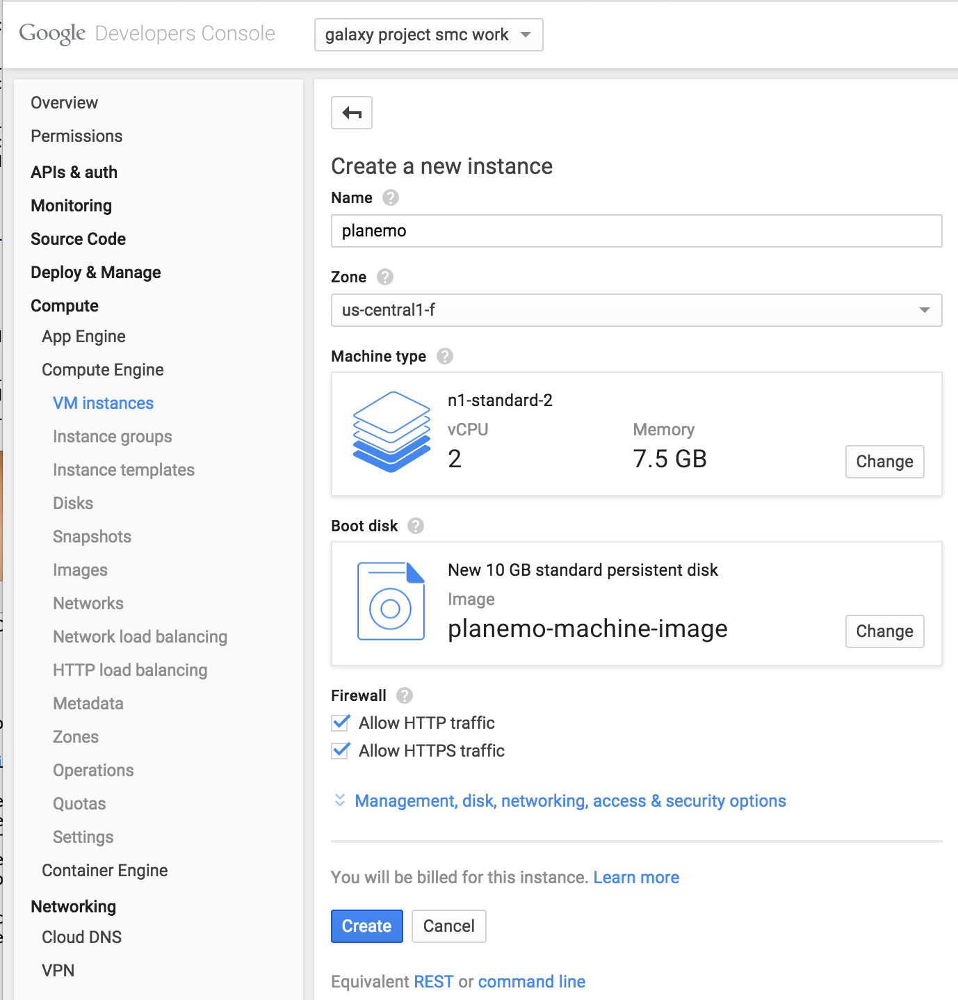 Google Developers Console
galaxy project smc work
Overview
Permissions
APIs & auth
Monitoring
Source Code
Deploy & Manage
Compute
App Engine
Compute Engine
VM instances
Instance groups
Instance templates
Disks
Snapshots
Images
Networks
Network load balancing
HTTP load balancing
Metadata
Zones
Operations
Quotas
Settings
Container Engine
Networking
Cloud DNS
VPN
Create a new instance
Name ?
planemo
Zone ?
us-central1-f
Machine type ?
n1-standard-2
vCPU Memory
2 7.5 GB
Change
Boot disk ?
New 10 GB standard persistent disk
Image
planemo-machine-image
Change
Firewall ?
Allow HTTP traffic
Allow HTTPS traffic
Management, disk, networking, access & security options
You will be billed for this instance. Learn more
Create Cancel
Equivalent REST or command line